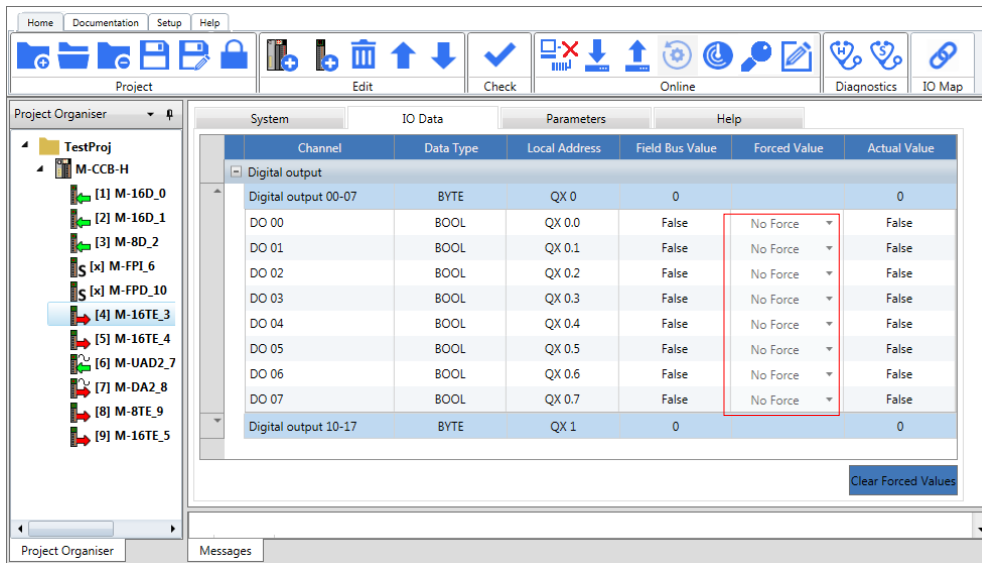 Home Documentation Setup Help
Project Edit Check Online Diagnostics IO Map
Project Organiser
TestProj
M-CCB-H
[1] M-16D_0
[2] M-16D_1
[3] M-8D_2
S [x] M-FPI_6
S [x] M-FPD_10
[4] M-16TE_3
[5] M-16TE_4
[6] M-UAD2_7
[7] M-DA2_8
[8] M-8TE_9
[9] M-16TE_5
Project Organiser
System IO Data Parameters Help
Channel Data Type Local Address Field Bus Value Forced Value Actual Value
Digital output
Digital output 00-07 BYTE QX 0 0 0
DO 00 BOOL QX 0.0 False No Force False
DO 01 BOOL QX 0.1 False No Force False
DO 02 BOOL QX 0.2 False No Force False
DO 03 BOOL QX 0.3 False No Force False
DO 04 BOOL QX 0.4 False No Force False
DO 05 BOOL QX 0.5 False No Force False
DO 06 BOOL QX 0.6 False No Force False
DO 07 BOOL QX 0.7 False No Force False
Digital output 10-17 BYTE QX 1 0 0
Clear Forced Values
Messages